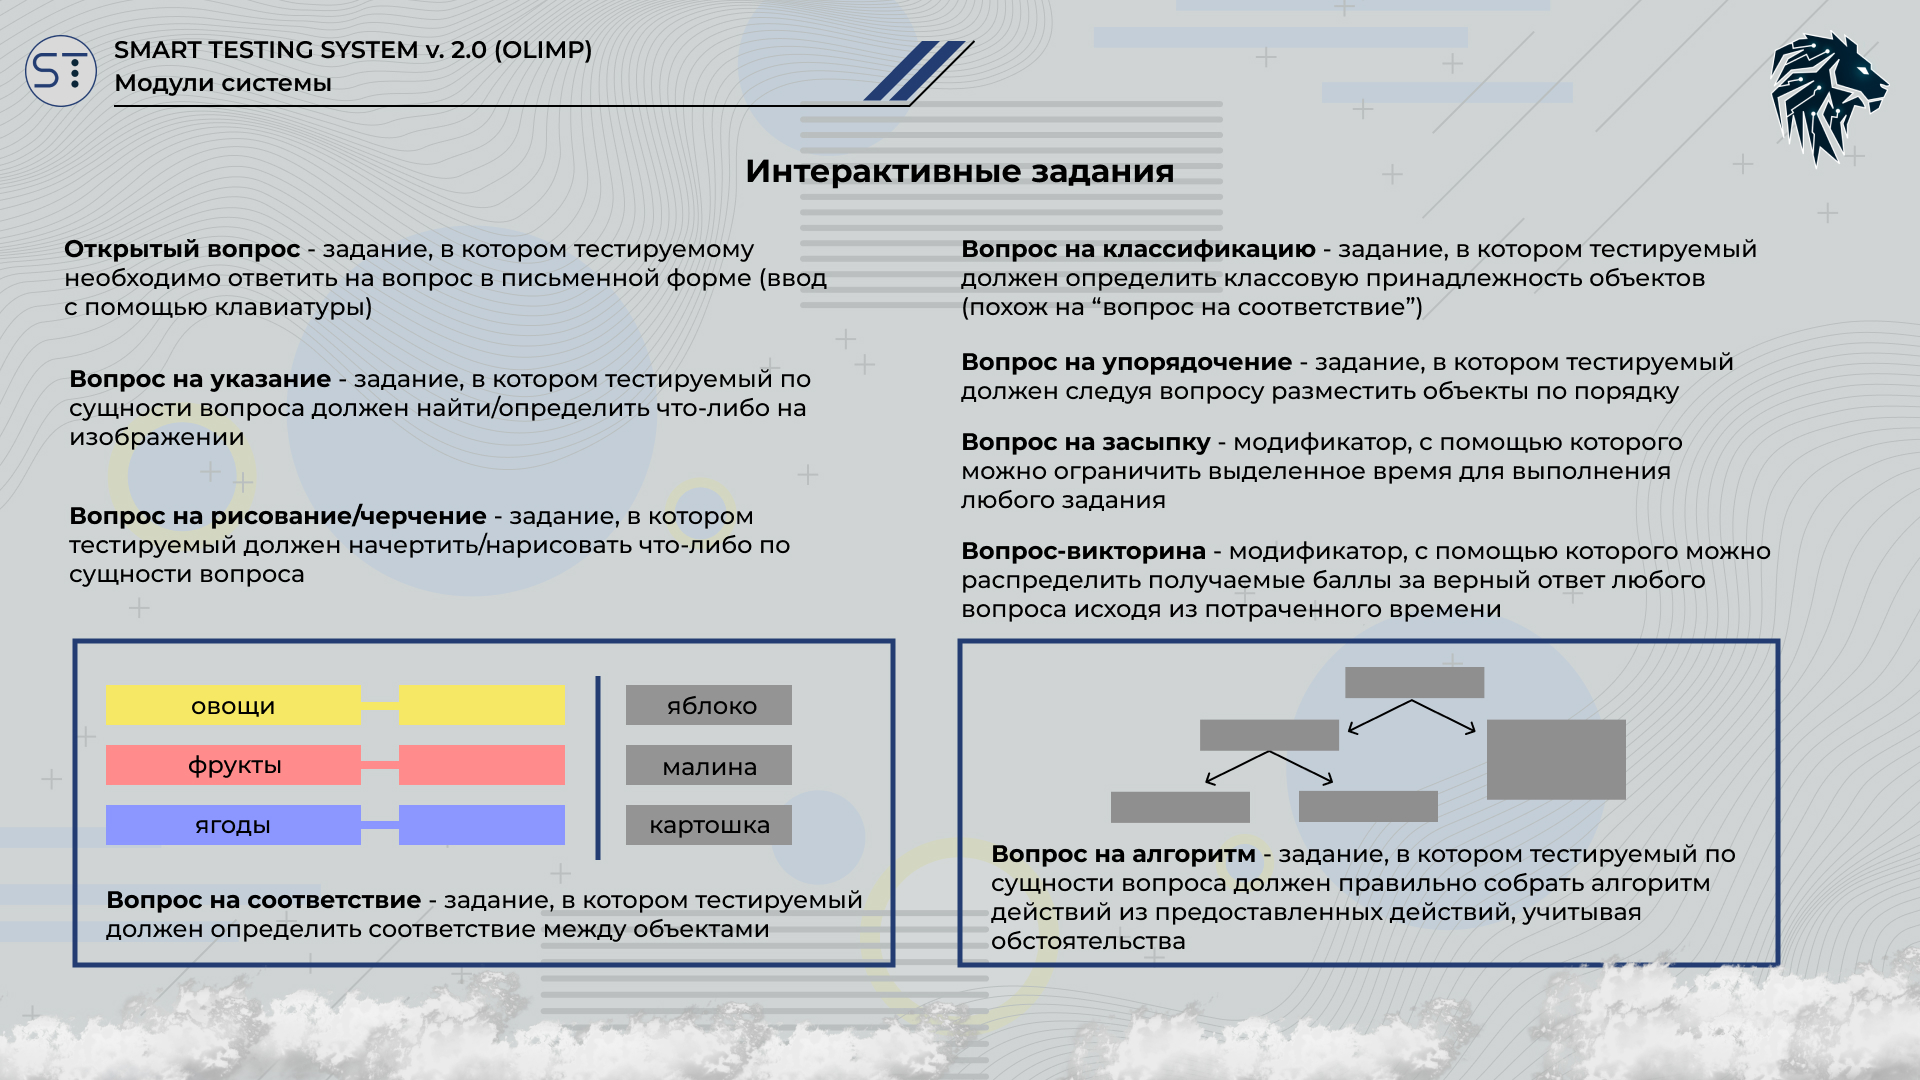 ST
SMART TESTING SYSTEM v. 2.0 (OLIMP)
Модули системы
Интерактивные задания
Открытый вопрос - задание, в котором тестируемому
необходимо ответить на вопрос в письменной форме (ввод
с помощью клавиатуры)
Вопрос на указание - задание, в котором тестируемый по
сущности вопроса должен найти/определить что-либо на
изображении
Вопрос на рисование/черчение - задание, в котором
тестируемый должен начертить/нарисовать что-либо по
сущности вопроса
овощи
фрукты
ягоды
яблоко
малина
картошка
Вопрос на соответствие - задание, в котором тестируемый
должен определить соответствие между объектами
Вопрос на классификацию - задание, в котором тестируемый
должен определить классовую принадлежность объектов
(похож на “вопрос на соответствие”)
Вопрос на упорядочение - задание, в котором тестируемый
должен следуя вопросу разместить объекты по порядку
Вопрос на засыпку - модификатор, с помощью которого
можно ограничить выделенное время для выполнения
любого задания
Вопрос-викторина - модификатор, с помощью которого можно
распределить получаемые баллы за верный ответ любого
вопроса исходя из потраченного времени
Вопрос на алгоритм - задание, в котором тестируемый по
сущности вопроса должен правильно собрать алгоритм
действий из предоставленных действий, учитывая
обстоятельства